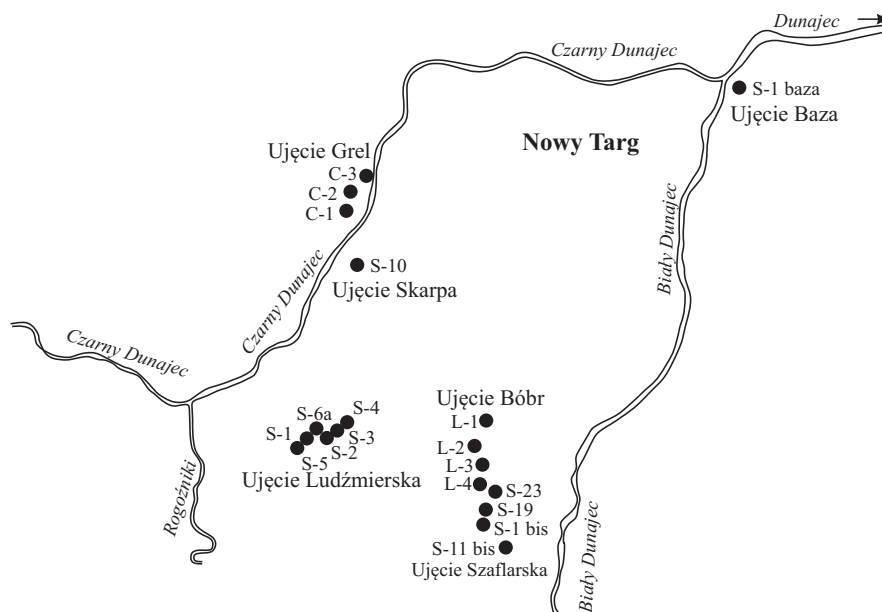 Dunajec
Czarny Dunajec
S-1 baza
Ujęcie Baza
Nowy Targ
Ujęcie Grel
C-3
C-2
C-1
Biały Dunajec
S-10
Ujęcie Skarpa
Czarny Dunajec
Czarny Dunajec
Ujęcie Bóbr
S-4
S-6a
L-1
S-1
S-3
S-2
S-5
L-2
L-3
L-4
Ujęcie Ludźmierska
S-23
S-19
S-1 bis
Rogoźniki
S-11 bis
Ujęcie Szaflarska
Biały Dunajec